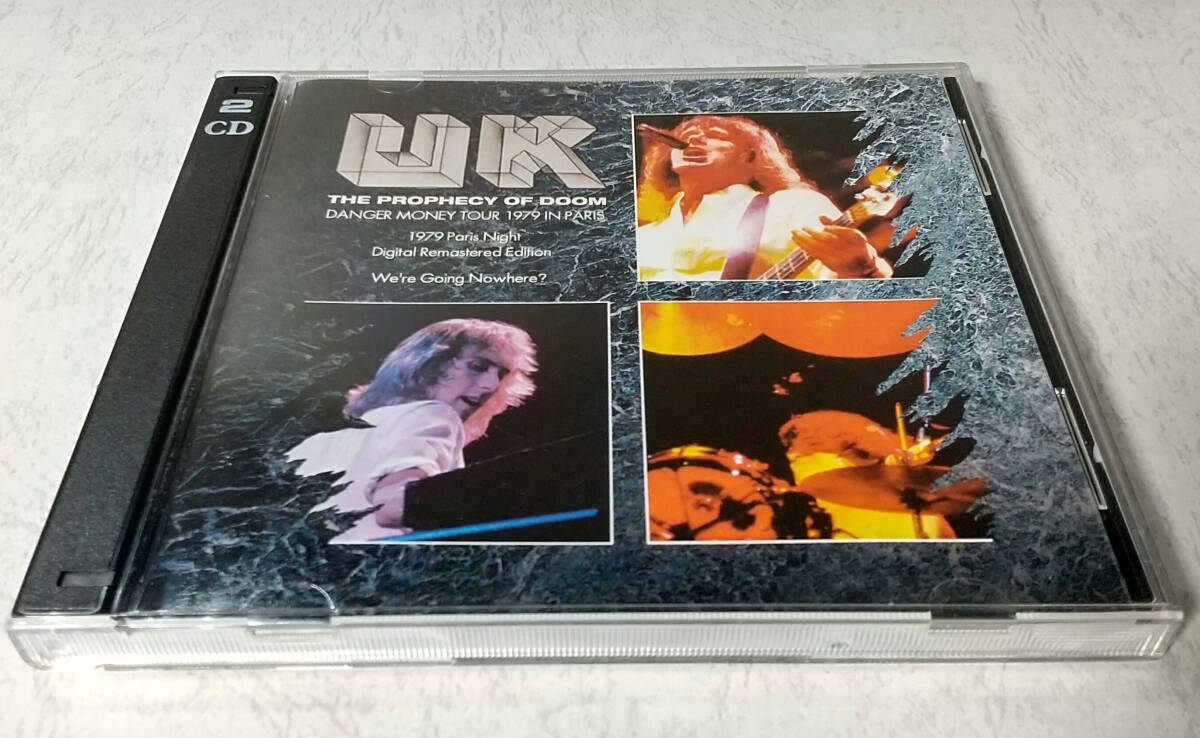 2
CD
UK
THE PROPHECY OF DOOM
DANGER MONEY TOUR 1979 IN PARIS
1979 Paris Night
Digital Remastered Edition
We're Going Nowhere?